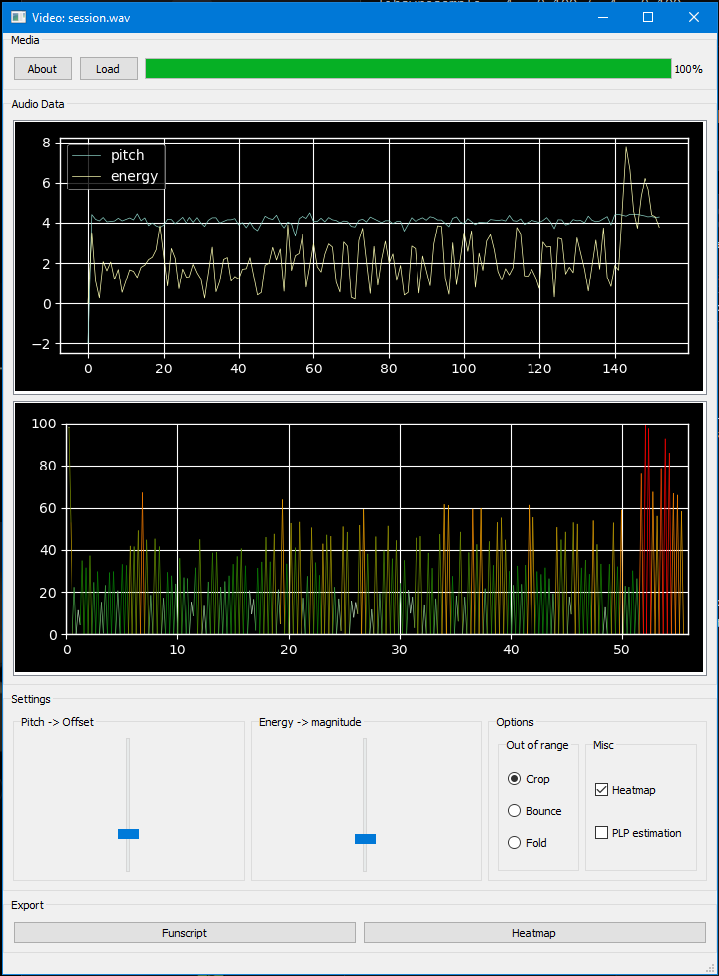 Video: session.wav
Media
About Load 100%
Audio Data
pitch
energy
8
6
4
2
0
−2
0 20 40 60 80 100 120 140
100
80
60
40
20
0
0 10 20 30 40 50
Settings
Pitch -> Offset Energy -> magnitude Options
Out of range Misc
Crop
Heatmap
Bounce
PLP estimation
Fold
Export
Funscript Heatmap